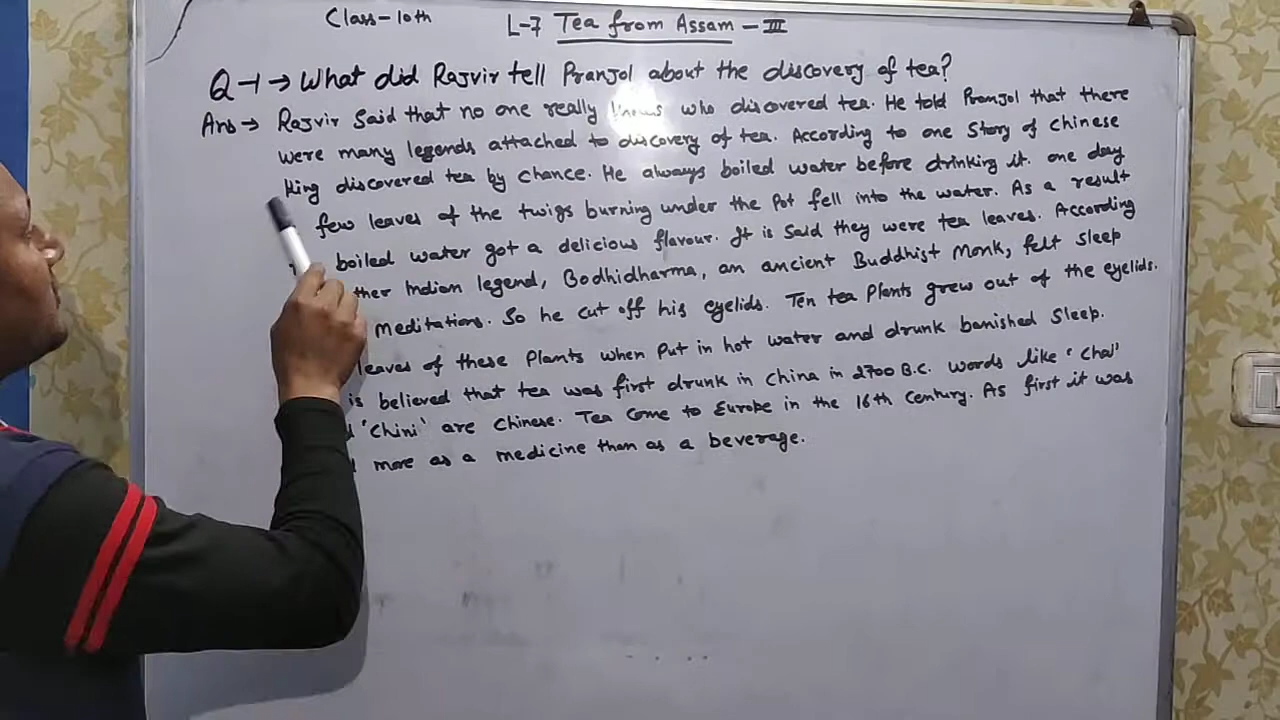 Class-10th
L-7 Tea from Assam - III
Q-1 → What did Rajvir tell Pranjol about the discovery of tea?
Ans → Rajvir Said that no one really knows who discovered tea. He told Pranjol that there
were many legends attached to discovery of tea. According to one Story of Chinese
King discovered tea by chance. He always boiled water before drinking it. one day
few leaves of the twigs burning under the Pot fell into the water. As a result
boiled water got a delicious flavour. It is Said they were tea leaves. According
ther Indian legend, Bodhidharma, an ancient Buddhist Monk, felt Sleep
Meditations. So he cut off his eyelids. Ten tea Plants grew out of the eyelids.
leaves of these Plants when Put in hot water and drunk banished Sleep.
is believed that tea was first drunk in China in 2700 B.C. words like 'Chai'
'Chini' are Chinese. Tea Come to Europe in the 16th Century. As first it was
more as a medicine than as a beverage.